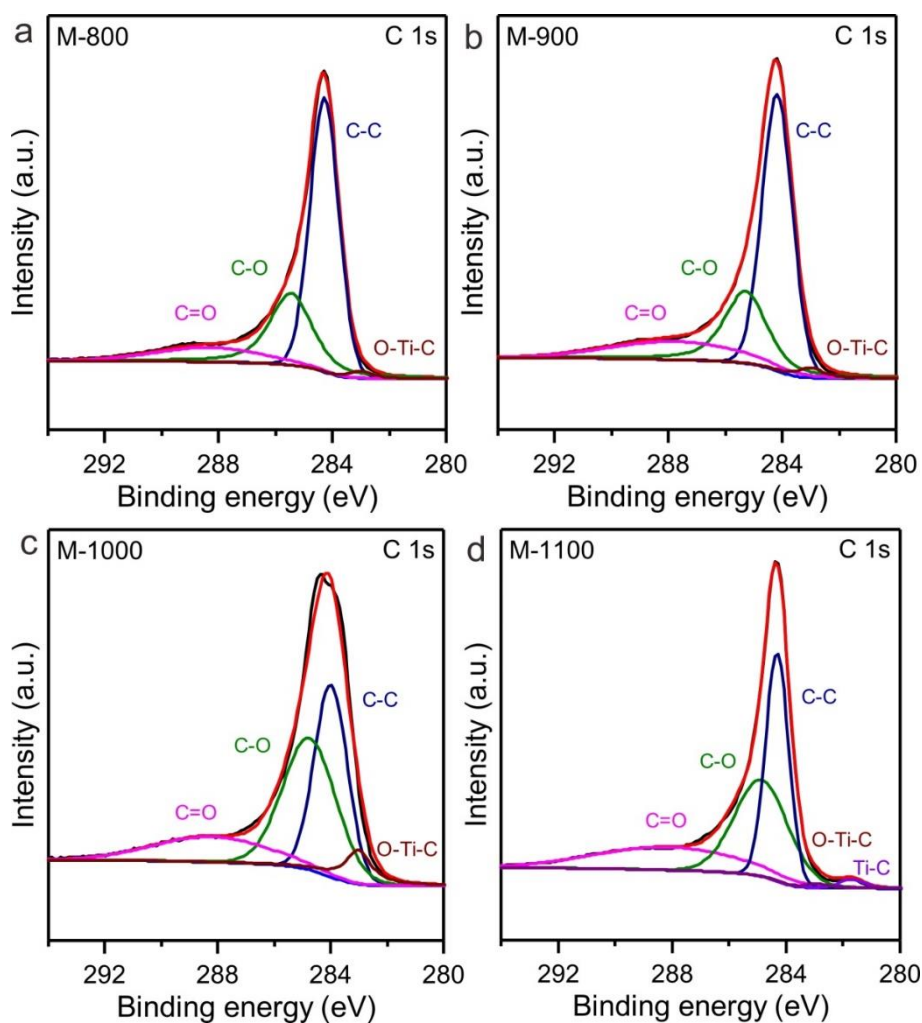 a
M-800
C 1s
C-C
C-O
C=O
O-Ti-C
Intensity (a.u.)
292
288
284
280
Binding energy (eV)
b
M-900
C 1s
C-C
C-O
C=O
O-Ti-C
Intensity (a.u.)
292
288
284
280
Binding energy (eV)
c
M-1000
C 1s
C-C
C-O
C=O
O-Ti-C
Intensity (a.u.)
292
288
284
280
Binding energy (eV)
d
M-1100
C 1s
C-C
C-O
C=O
O-Ti-C
Ti-C
Intensity (a.u.)
292
288
284
280
Binding energy (eV)